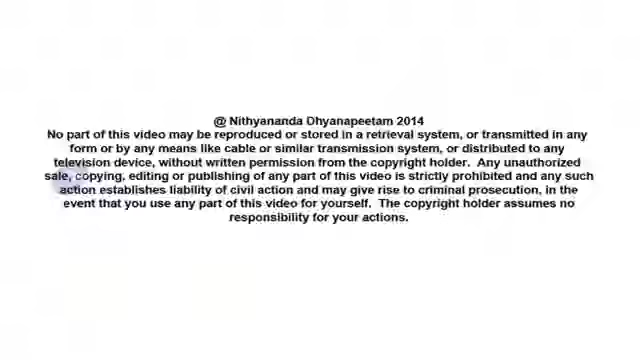 @ Nithyananda Dhyanapeetam 2014
No part of this video may be reproduced or stored in a retrieval system, or transmitted in any
form or by any means like cable or similar transmission system, or distributed to any
television device, without written permission from the copyright holder.  Any unauthorized
sale, copying, editing or publishing of any part of this video is strictly prohibited and any such
action establishes liability of civil action and may give rise to criminal prosecution, in the
event that you use any part of this video for yourself.  The copyright holder assumes no
responsibility for your actions.